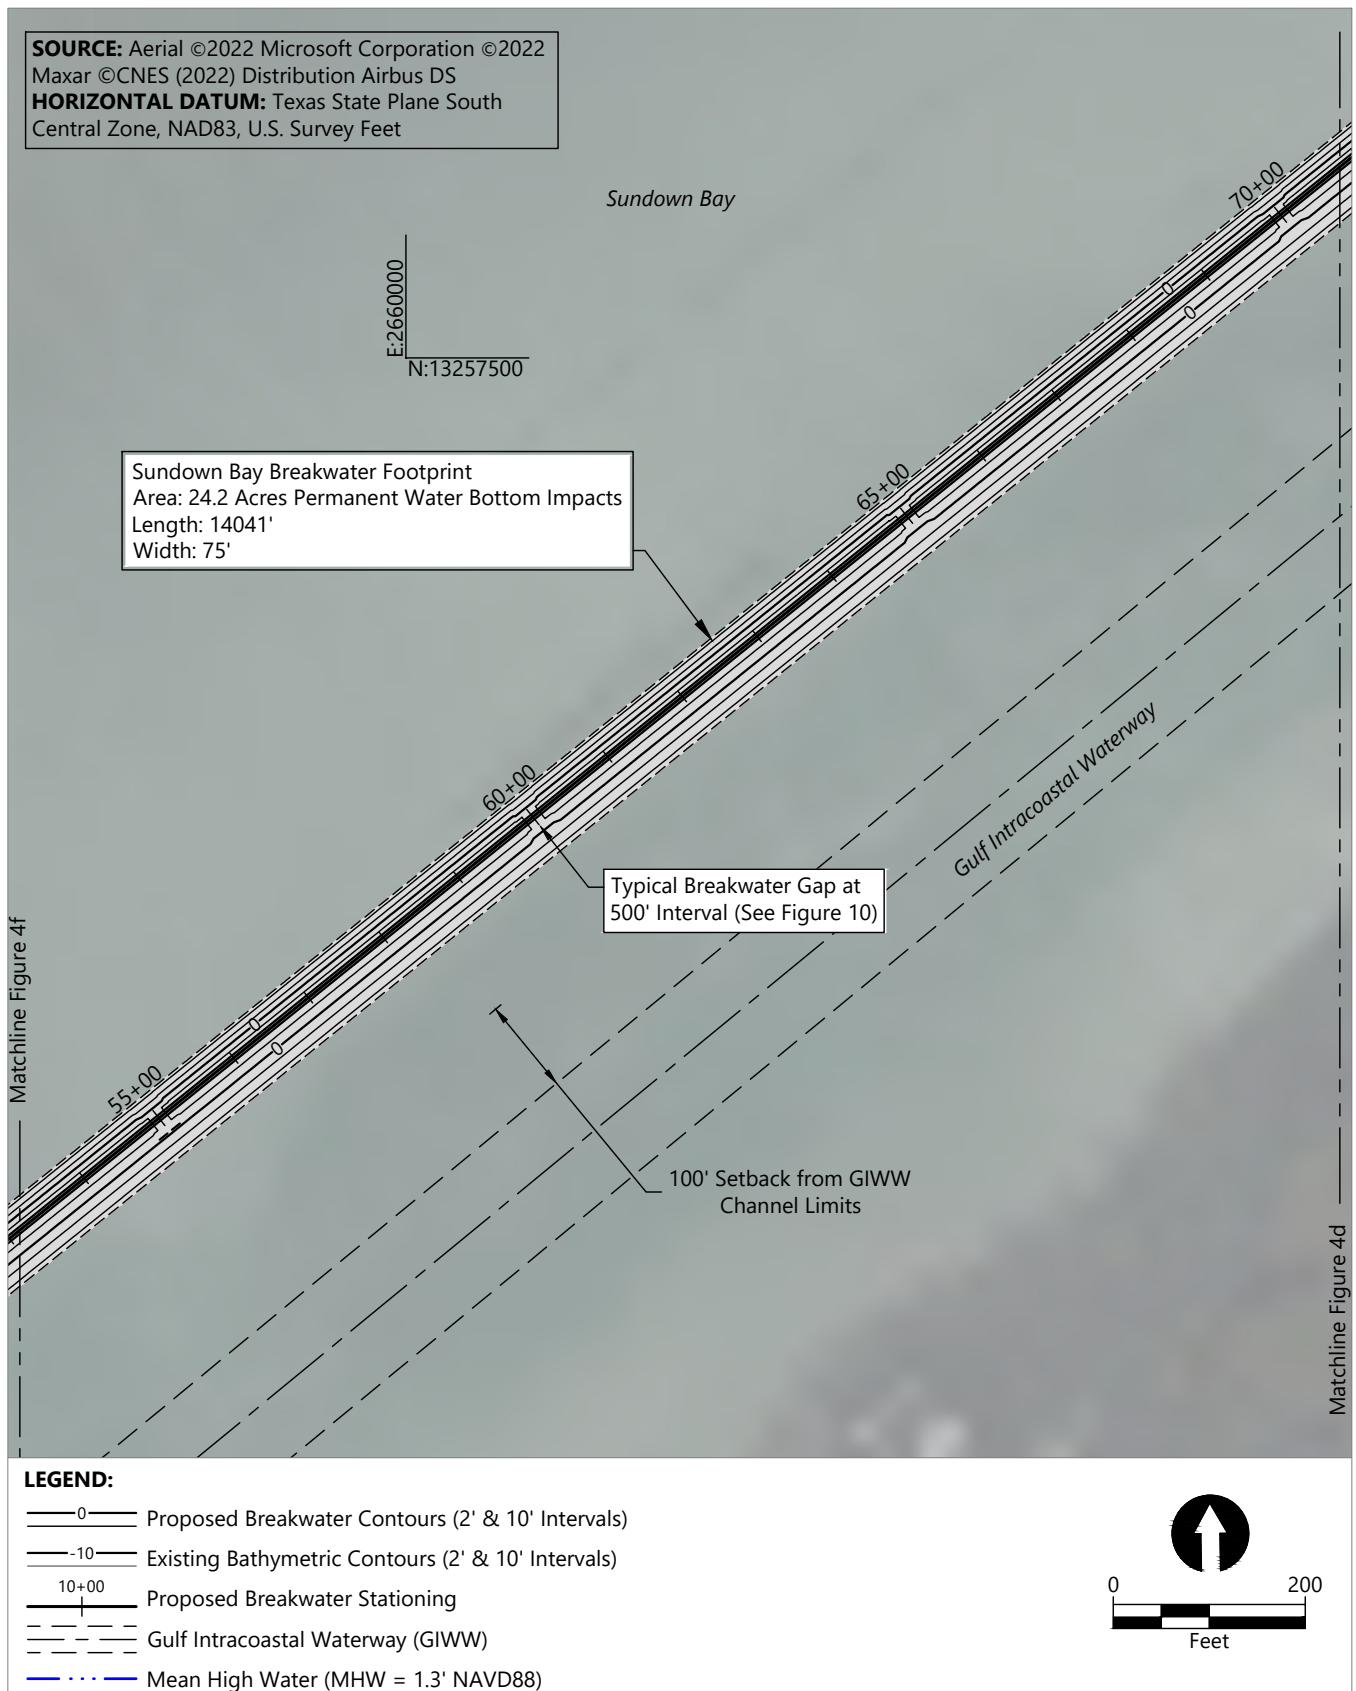 SOURCE: Aerial ©2022 Microsoft Corporation ©2022
Maxar ©CNES (2022) Distribution Airbus DS
HORIZONTAL DATUM: Texas State Plane South
Central Zone, NAD83, U.S. Survey Feet
Sundown Bay
70+00
E:2660000
N:13257500
0
0
Sundown Bay Breakwater Footprint
Area: 24.2 Acres Permanent Water Bottom Impacts
Length: 14041'
Width: 75'
65+00
Gulf Intracoastal Waterway
60+00
Typical Breakwater Gap at
500' Interval (See Figure 10)
Matchline Figure 4f
0
0
55+00
100' Setback from GIWW
Channel Limits
Matchline Figure 4d
LEGEND:
0
Proposed Breakwater Contours (2' & 10' Intervals)
-10
Existing Bathymetric Contours (2' & 10' Intervals)
10+00
Proposed Breakwater Stationing
Gulf Intracoastal Waterway (GIWW)
Mean High Water (MHW = 1.3' NAVD88)
0 200
Feet